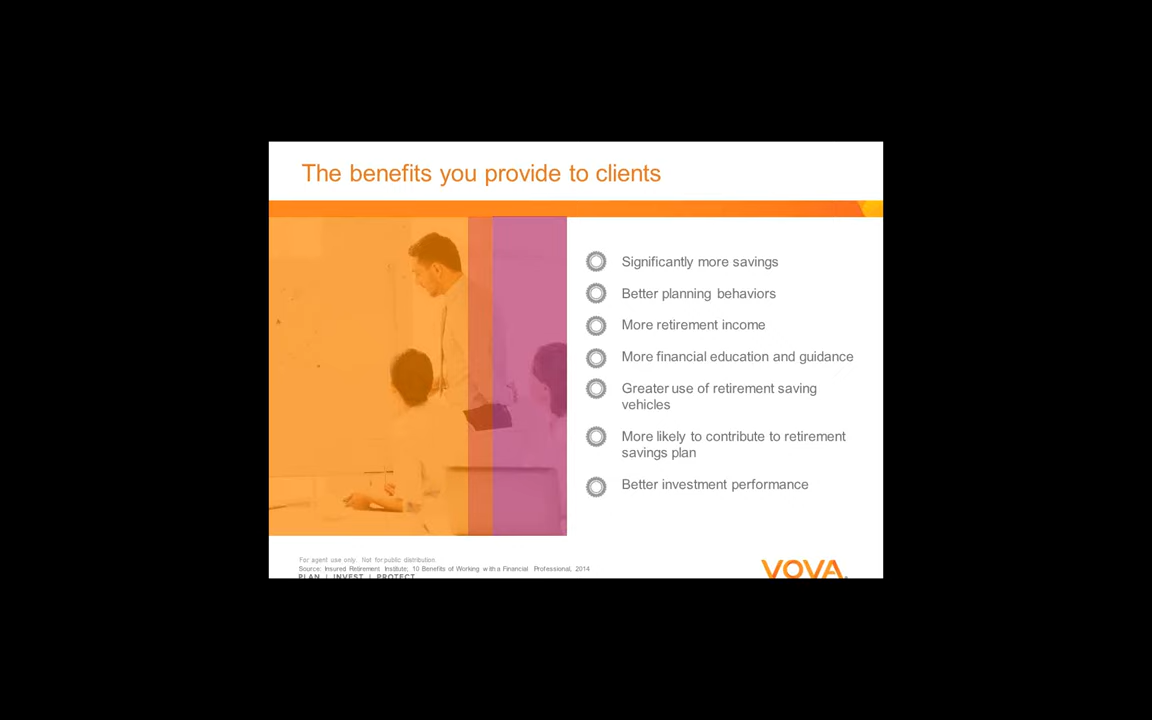 The benefits you provide to clients
Significantly more savings
Better planning behaviors
More retirement income
More financial education and guidance
Greater use of retirement saving
vehicles
More likely to contribute to retirement
savings plan
Better investment performance
For agent use only. Not for public distribution
Source: Insured Retirement Institute; 10 Benefits of Working with a Financial Professional, 2014
PLAN | INVEST | PROTECT
VOYA.